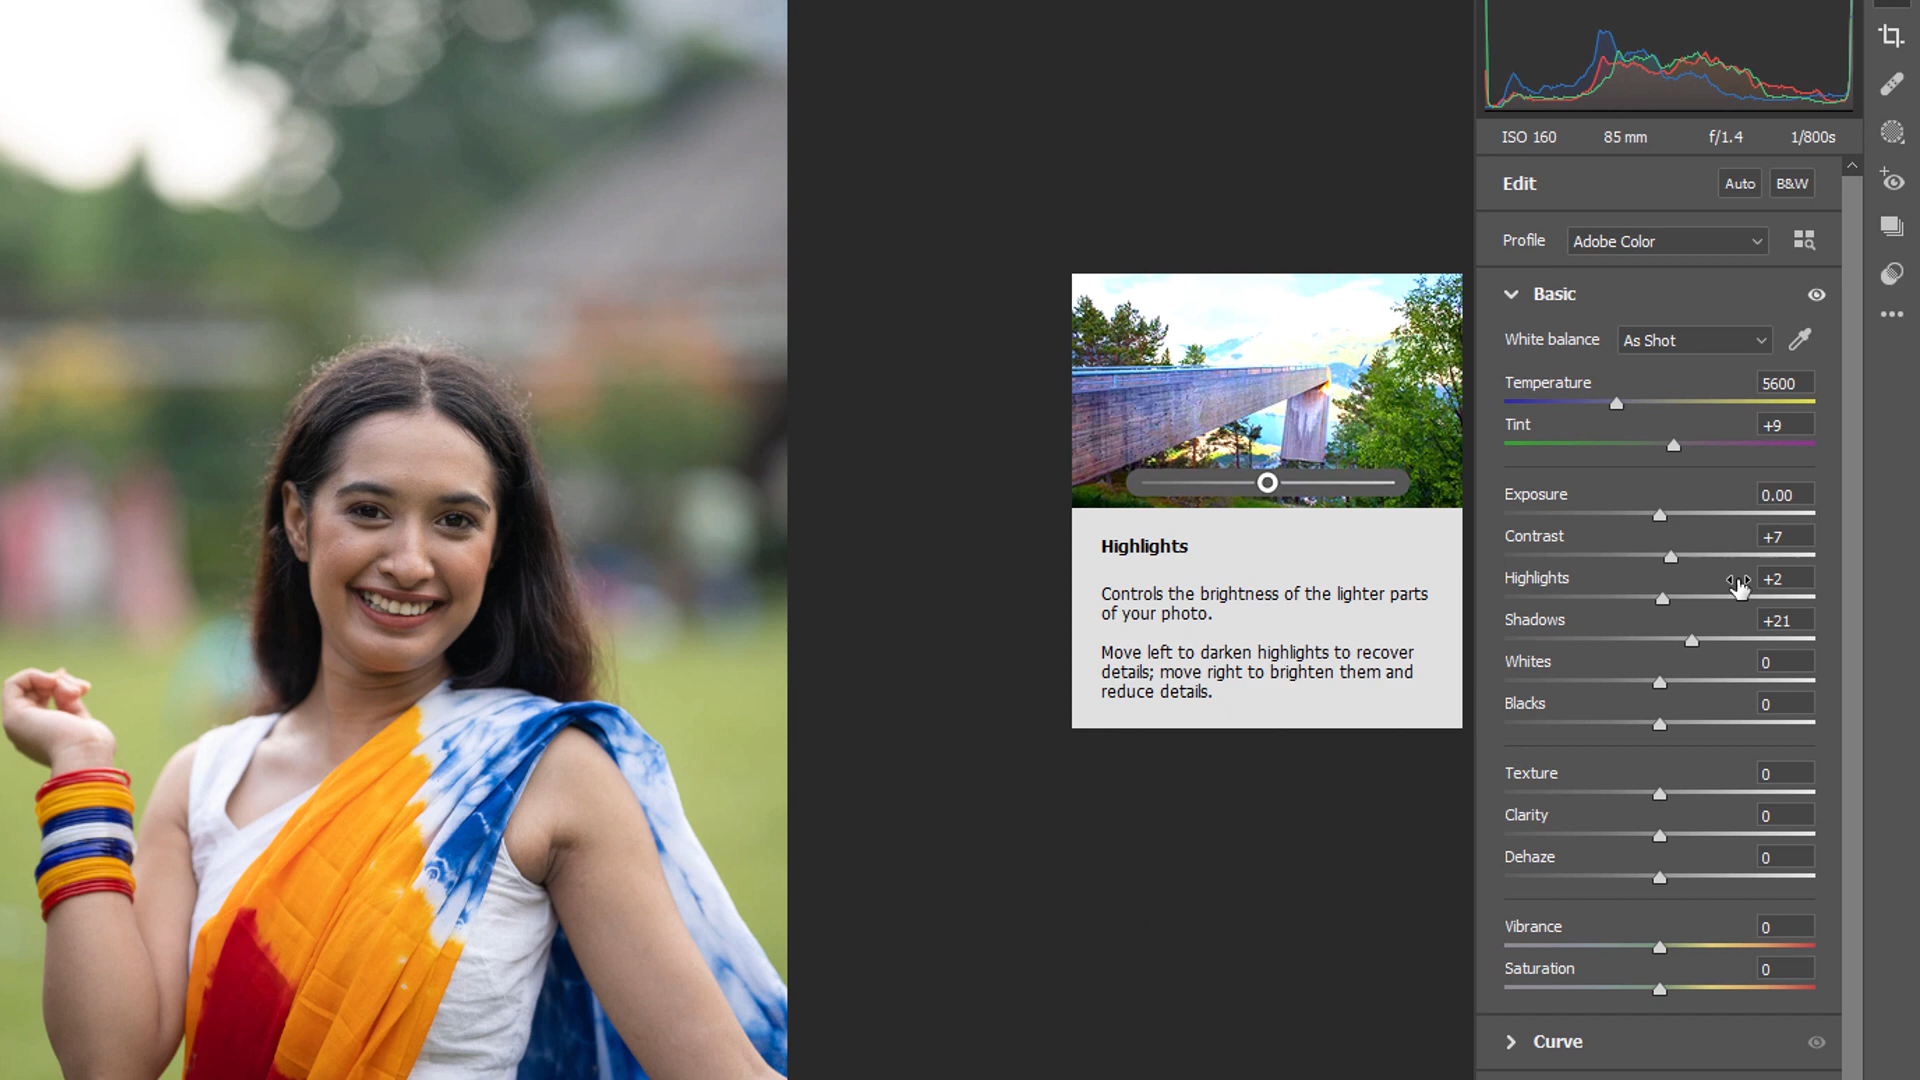 ISO 160 85 mm f/1.4 1/800s
Edit Auto B&W
Profile Adobe Color
Basic
White balance As Shot
Temperature 5600
Tint +9
Exposure 0.00
Contrast +7
Highlights +2
Shadows +21
Whites 0
Blacks 0
Texture 0
Clarity 0
Dehaze 0
Vibrance 0
Saturation 0
Curve
Highlights
Controls the brightness of the lighter parts
of your photo.
Move left to darken highlights to recover
details; move right to brighten them and
reduce details.